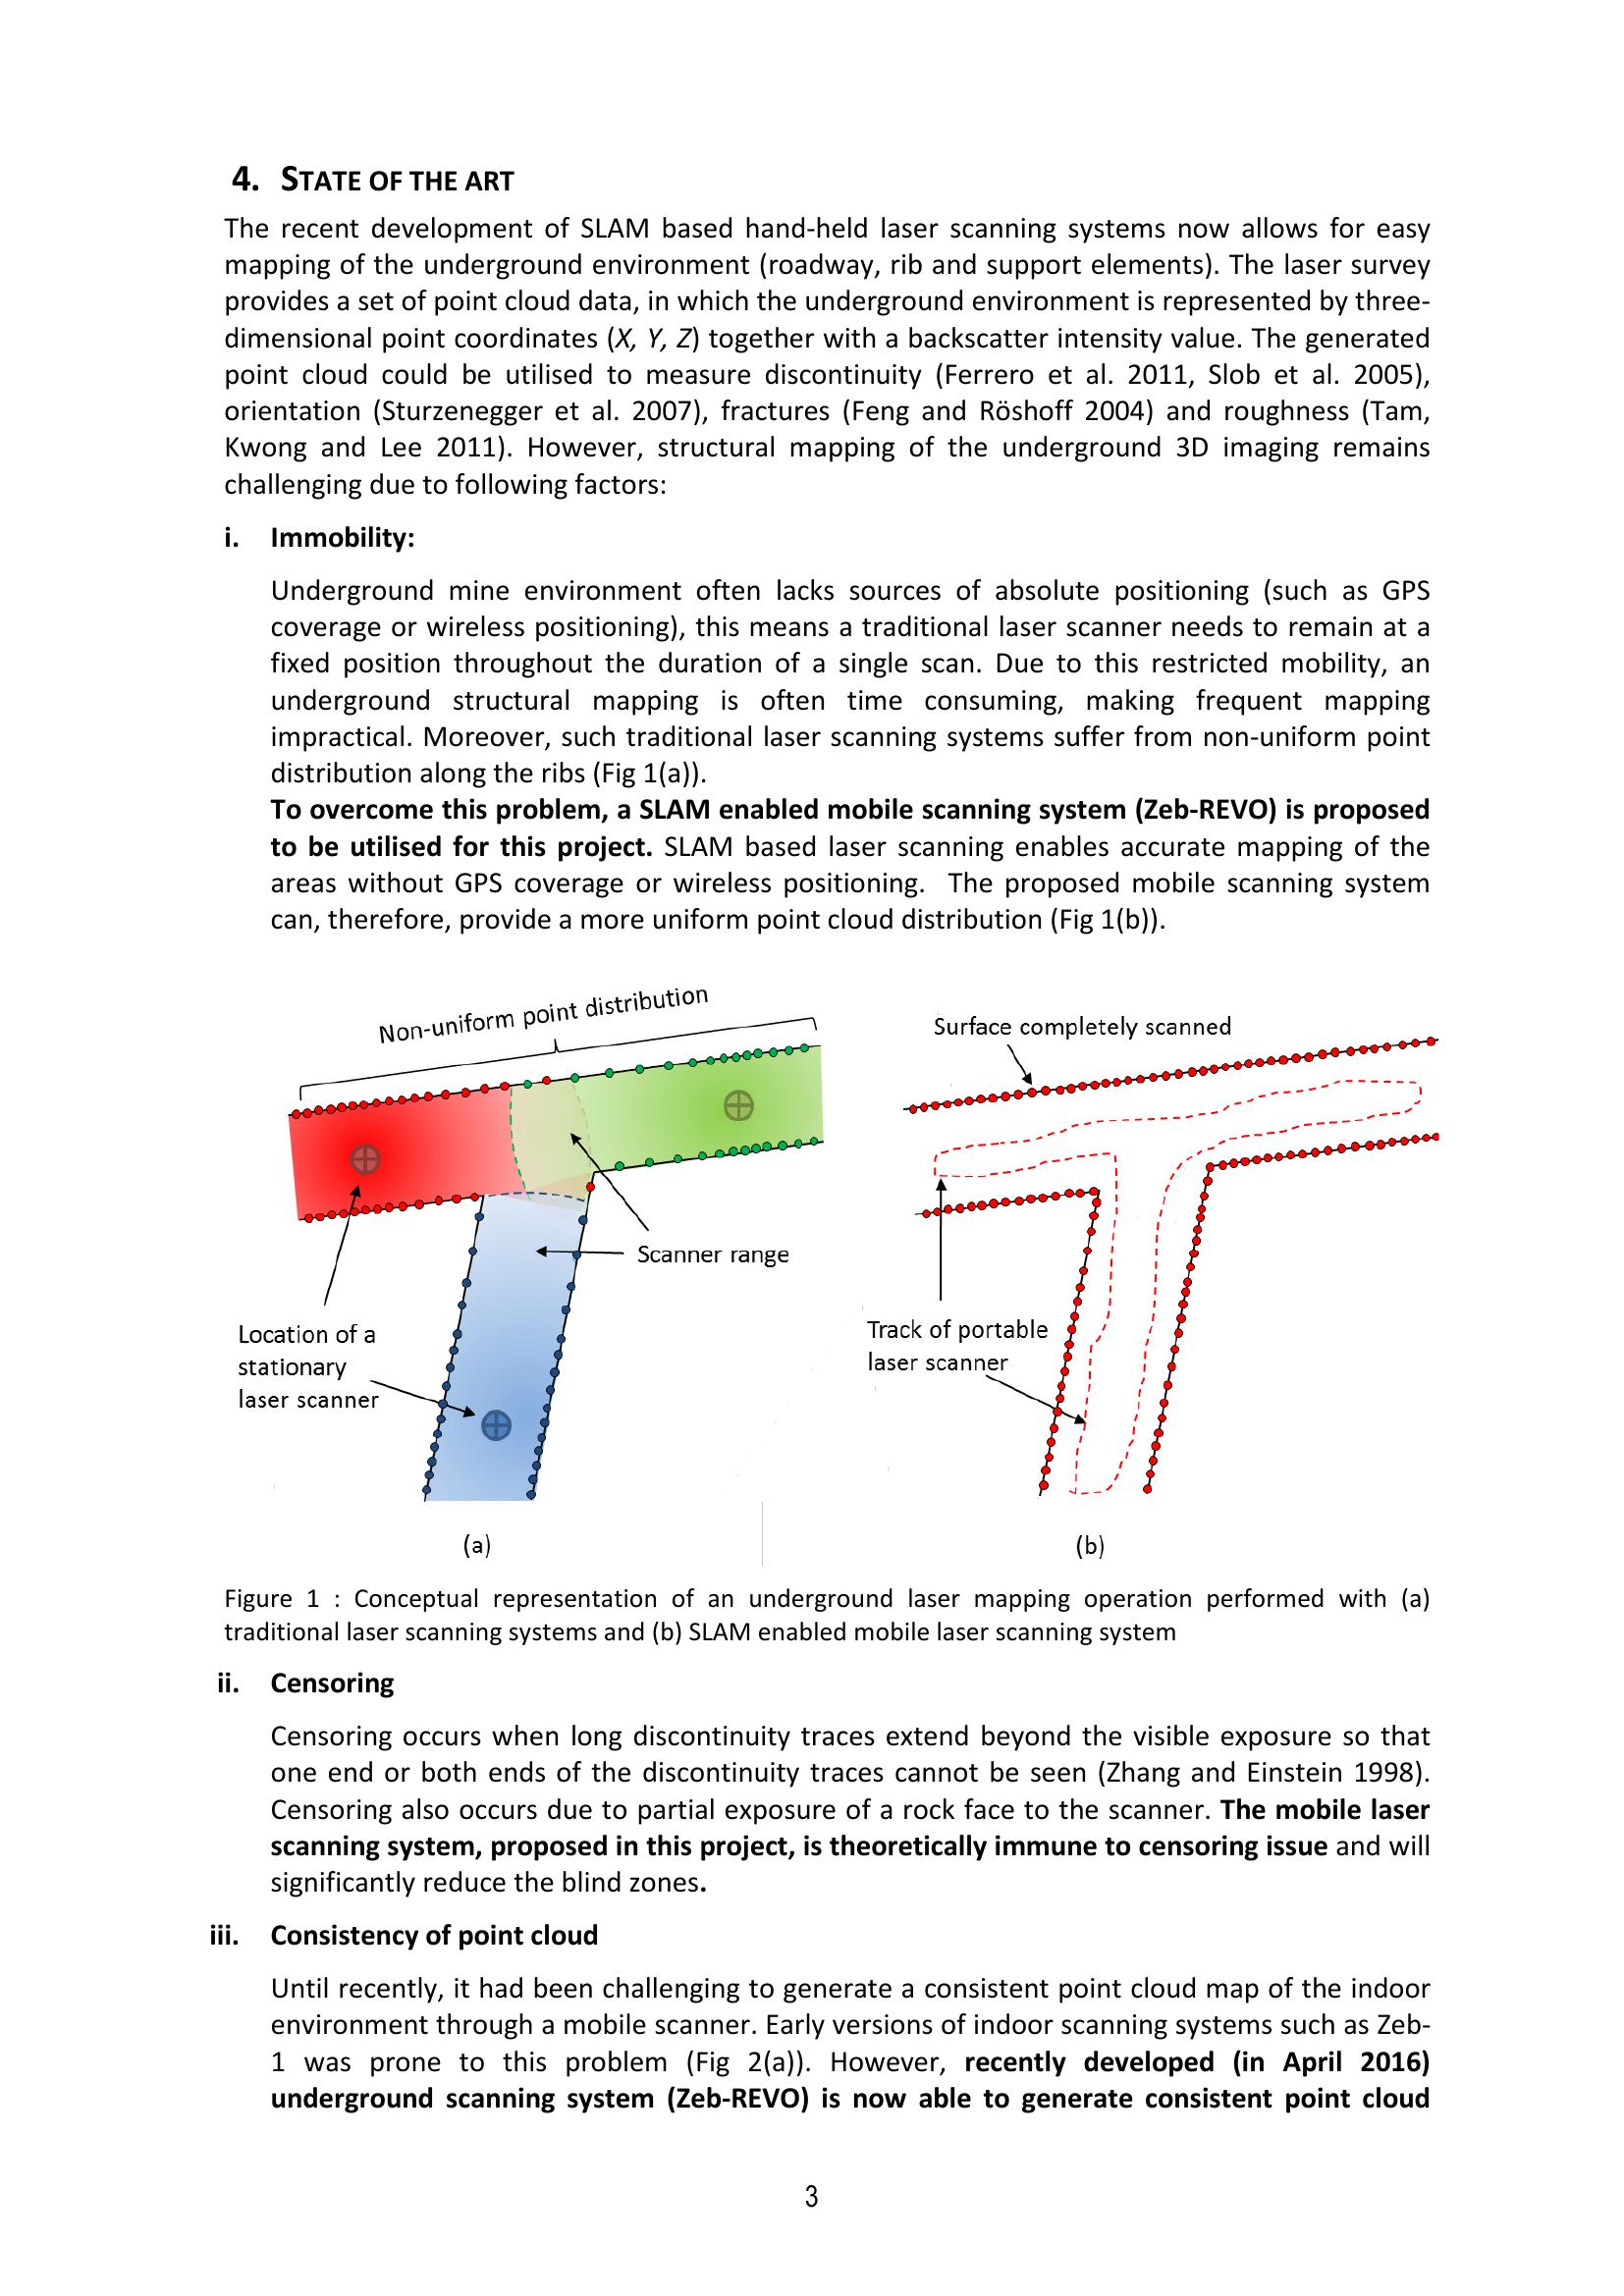 4. STATE OF THE ART
The recent development of SLAM based hand-held laser scanning systems now allows for easy
mapping of the underground environment (roadway, rib and support elements). The laser survey
provides a set of point cloud data, in which the underground environment is represented by three-
dimensional point coordinates (X, Y, Z) together with a backscatter intensity value. The generated
point cloud could be utilised to measure discontinuity (Ferrero et al. 2011, Slob et al. 2005),
orientation (Sturzenegger et al. 2007), fractures (Feng and Röshoff 2004) and roughness (Tam,
Kwong and Lee 2011). However, structural mapping of the underground 3D imaging remains
challenging due to following factors:
i. Immobility:
Underground mine environment often lacks sources of absolute positioning (such as GPS
coverage or wireless positioning), this means a traditional laser scanner needs to remain at a
fixed position throughout the duration of a single scan. Due to this restricted mobility, an
underground structural mapping is often time consuming, making frequent mapping
impractical. Moreover, such traditional laser scanning systems suffer from non-uniform point
distribution along the ribs (Fig 1(a)).
To overcome this problem, a SLAM enabled mobile scanning system (Zeb-REVO) is proposed
to be utilised for this project. SLAM based laser scanning enables accurate mapping of the
areas without GPS coverage or wireless positioning. The proposed mobile scanning system
can, therefore, provide a more uniform point cloud distribution (Fig 1(b)).
Non-uniform point distribution
Scanner range
Location of a
stationary
laser scanner
(a)
Surface completely scanned
Track of portable
laser scanner
(b)
Figure 1 : Conceptual representation of an underground laser mapping operation performed with (a)
traditional laser scanning systems and (b) SLAM enabled mobile laser scanning system
ii. Censoring
Censoring occurs when long discontinuity traces extend beyond the visible exposure so that
one end or both ends of the discontinuity traces cannot be seen (Zhang and Einstein 1998).
Censoring also occurs due to partial exposure of a rock face to the scanner. The mobile laser
scanning system, proposed in this project, is theoretically immune to censoring issue and will
significantly reduce the blind zones.
iii. Consistency of point cloud
Until recently, it had been challenging to generate a consistent point cloud map of the indoor
environment through a mobile scanner. Early versions of indoor scanning systems such as Zeb-
1 was prone to this problem (Fig 2(a)). However, recently developed (in April 2016)
underground scanning system (Zeb-REVO) is now able to generate consistent point cloud
3